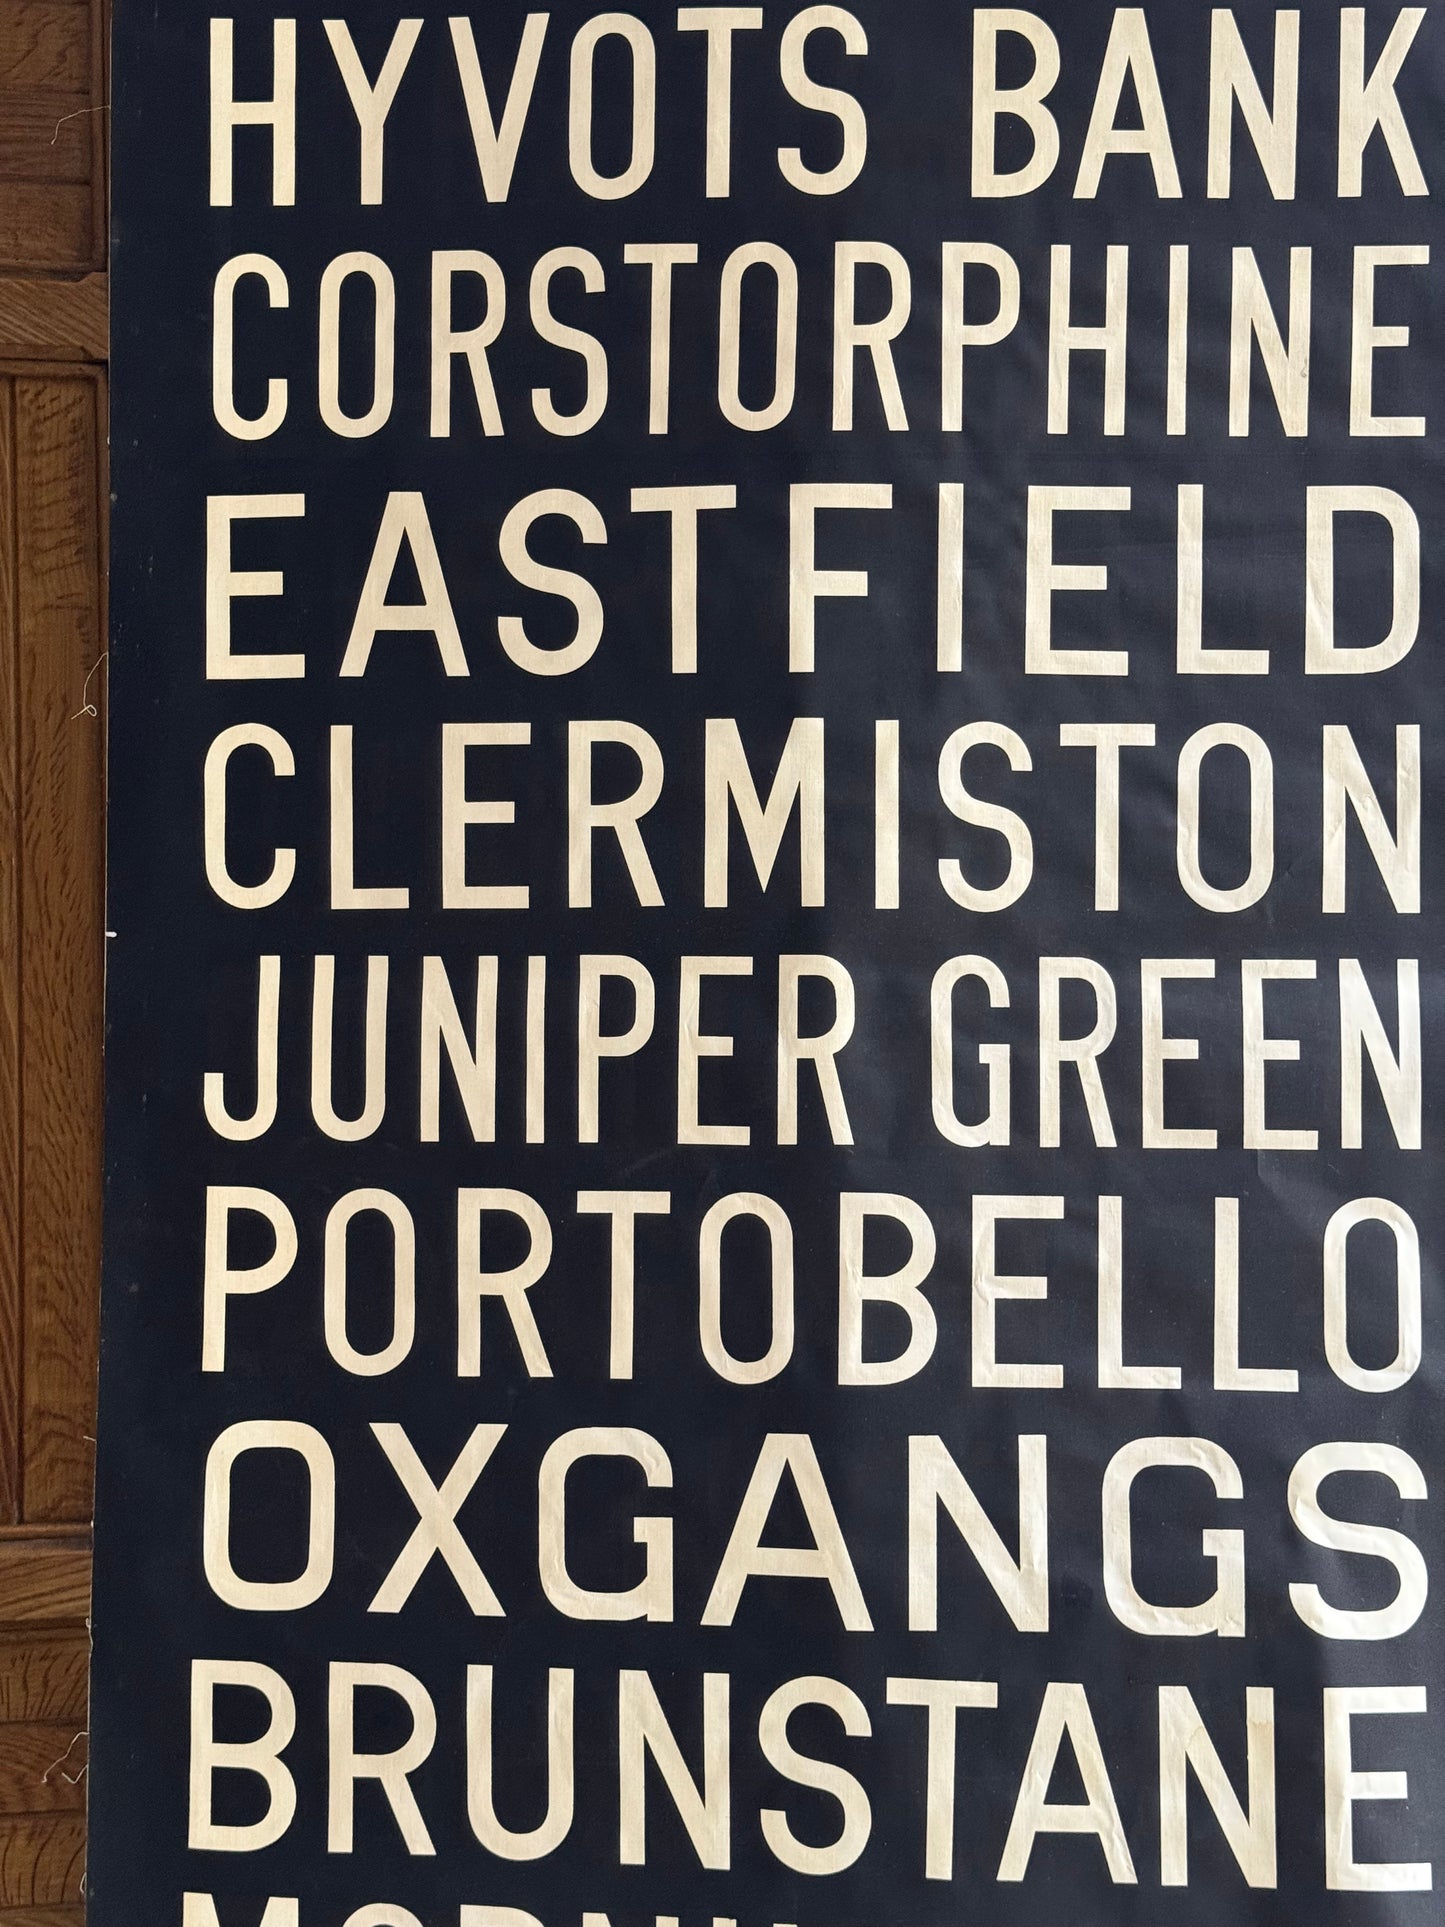 HYVOTS BANK
CORSTORPHINE
EASTFIELD
CLERMISTON
JUNIPER GREEN
PORTOBELLO
OXGANGS
BRUNSTANE